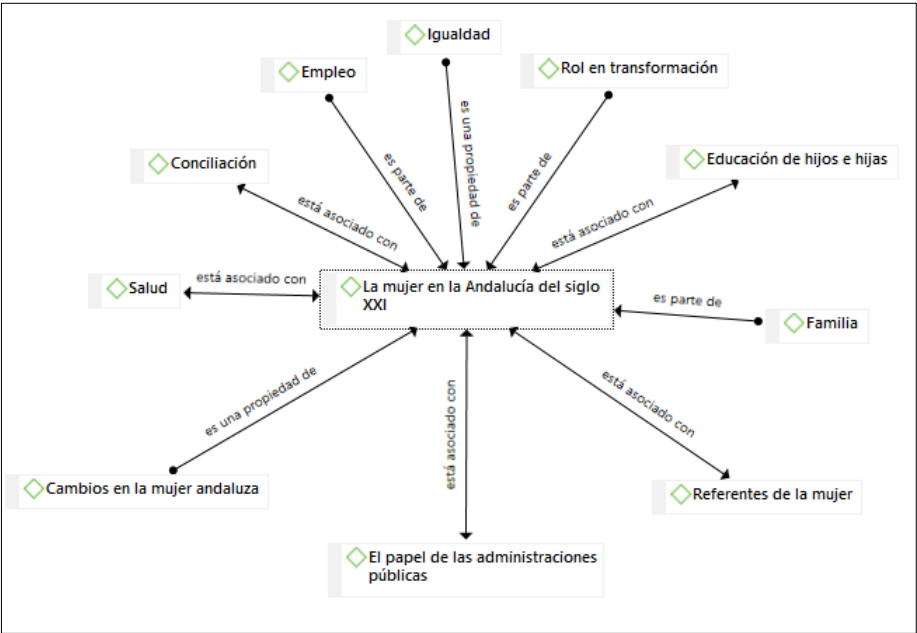 Igualdad
Empleo
Rol en transformación
es una propiedad de
Conciliación
es parte de
es parte de
Educación de hijos e hijas
está asociado con
está asociado con
Salud
está asociado con
La mujer en la Andalucía del siglo
XXI
es parte de
Familia
es una propiedad de
está asociado con
está asociado con
Cambios en la mujer andaluza
Referentes de la mujer
El papel de las administraciones
públicas